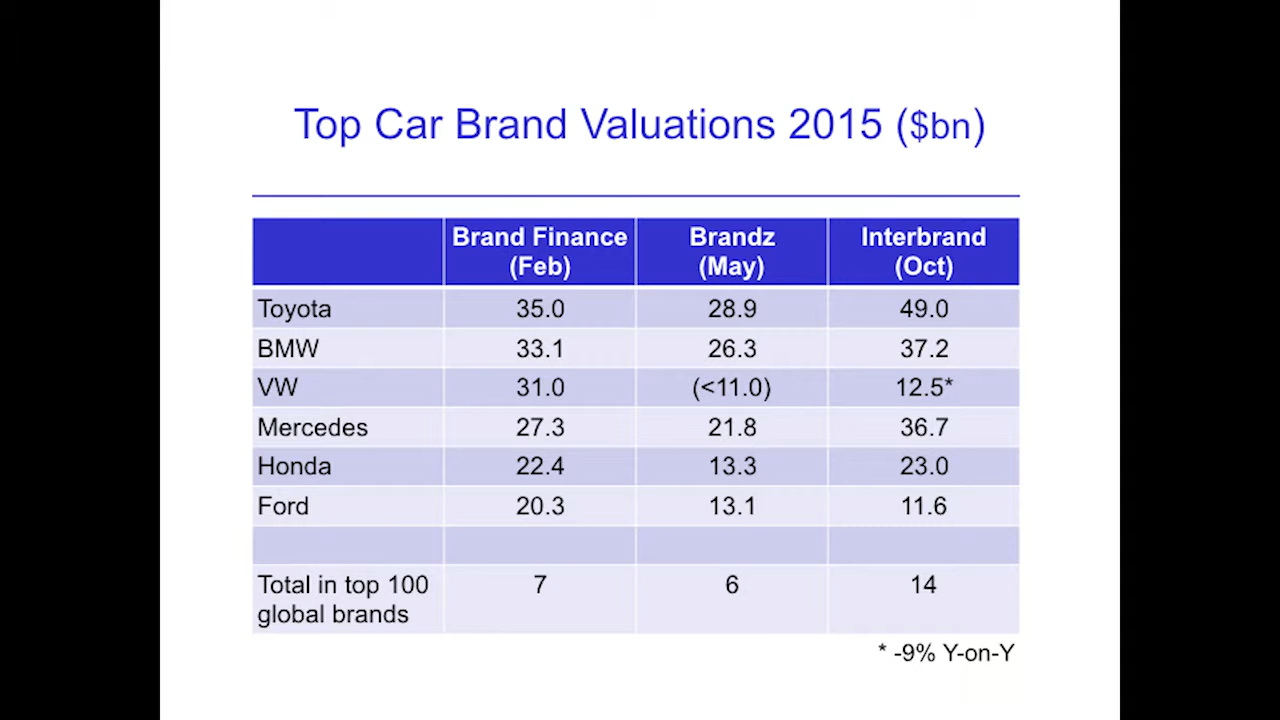 Top Car Brand Valuations 2015 ($bn)
Brand Finance (Feb) Brandz (May) Interbrand (Oct)
Toyota 35.0 28.9 49.0
BMW 33.1 26.3 37.2
VW 31.0 (<11.0) 12.5*
Mercedes 27.3 21.8 36.7
Honda 22.4 13.3 23.0
Ford 20.3 13.1 11.6
Total in top 100 global brands 7 6 14
* -9% Y-on-Y